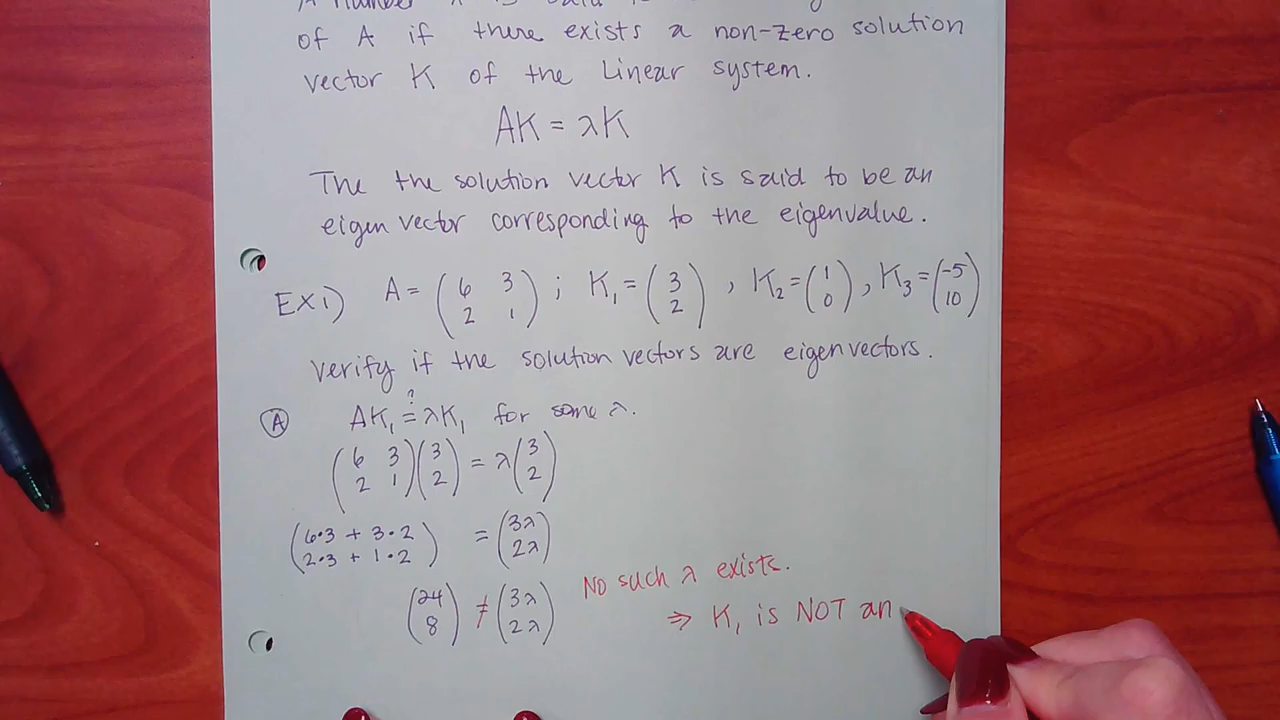 of A if there exists a non-zero solution
vector K of the Linear system.
AK = λK
The the solution vector K is said to be an
eigen vector corresponding to the eigenvalue.
EX1) A = (6 3 / 2 1) ; K₁ = (3 / 2) , K₂ = (1 / 0) , K₃ = (-5 / 10)
Verify if the solution vectors are eigenvectors.
Ⓐ AK₁ ≟ λK₁ for some λ.
(6 3 / 2 1)(3 / 2) = λ(3 / 2)
(6•3 + 3•2 / 2•3 + 1•2) = (3λ / 2λ)
(24 / 8) ≠ (3λ / 2λ) No such λ exists.
⇒ K₁ is NOT an